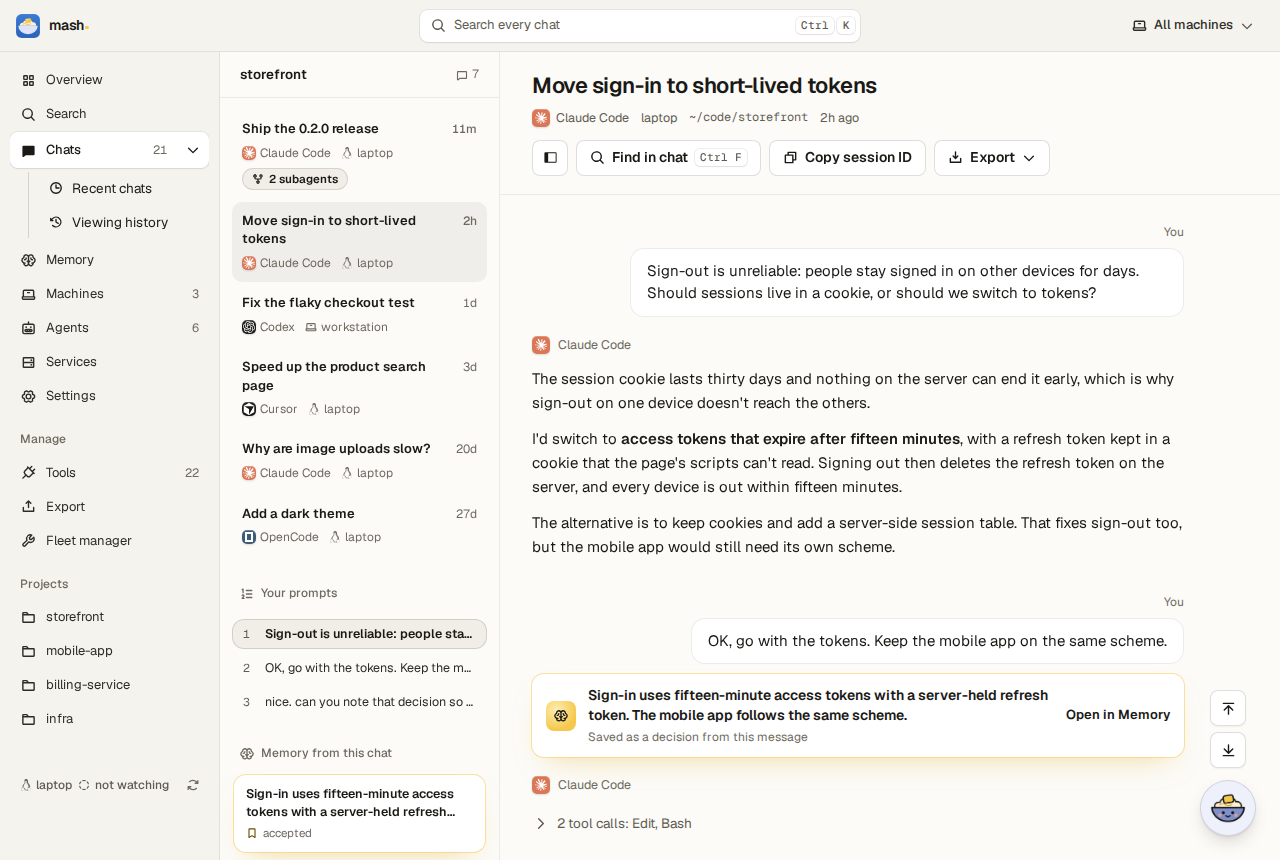 mash.
Search every chat
Ctrl K
All machines
Overview
Search
Chats 21
Recent chats
Viewing history
Memory
Machines 3
Agents 6
Services
Settings
Manage
Tools 22
Export
Fleet manager
Projects
storefront
mobile-app
billing-service
infra
laptop not watching
storefront 7
Ship the 0.2.0 release 11m
Claude Code laptop
2 subagents
Move sign-in to short-lived 2h
tokens
Claude Code laptop
Fix the flaky checkout test 1d
Codex workstation
Speed up the product search 3d
page
Cursor laptop
Why are image uploads slow? 20d
Claude Code laptop
Add a dark theme 27d
OpenCode laptop
Your prompts
1 Sign-out is unreliable: people sta…
2 OK, go with the tokens. Keep the m…
3 nice. can you note that decision so …
Memory from this chat
Sign-in uses fifteen-minute access
tokens with a server-held refresh…
accepted
Move sign-in to short-lived tokens
Claude Code laptop ~/code/storefront 2h ago
Find in chat Ctrl F
Copy session ID
Export
You
Sign-out is unreliable: people stay signed in on other devices for days.
Should sessions live in a cookie, or should we switch to tokens?
Claude Code
The session cookie lasts thirty days and nothing on the server can end it early, which is why
sign-out on one device doesn't reach the others.
I'd switch to access tokens that expire after fifteen minutes, with a refresh token kept in a
cookie that the page's scripts can't read. Signing out then deletes the refresh token on the
server, and every device is out within fifteen minutes.
The alternative is to keep cookies and add a server-side session table. That fixes sign-out too,
but the mobile app would still need its own scheme.
You
OK, go with the tokens. Keep the mobile app on the same scheme.
Sign-in uses fifteen-minute access tokens with a server-held refresh
token. The mobile app follows the same scheme.
Saved as a decision from this message
Open in Memory
Claude Code
2 tool calls: Edit, Bash